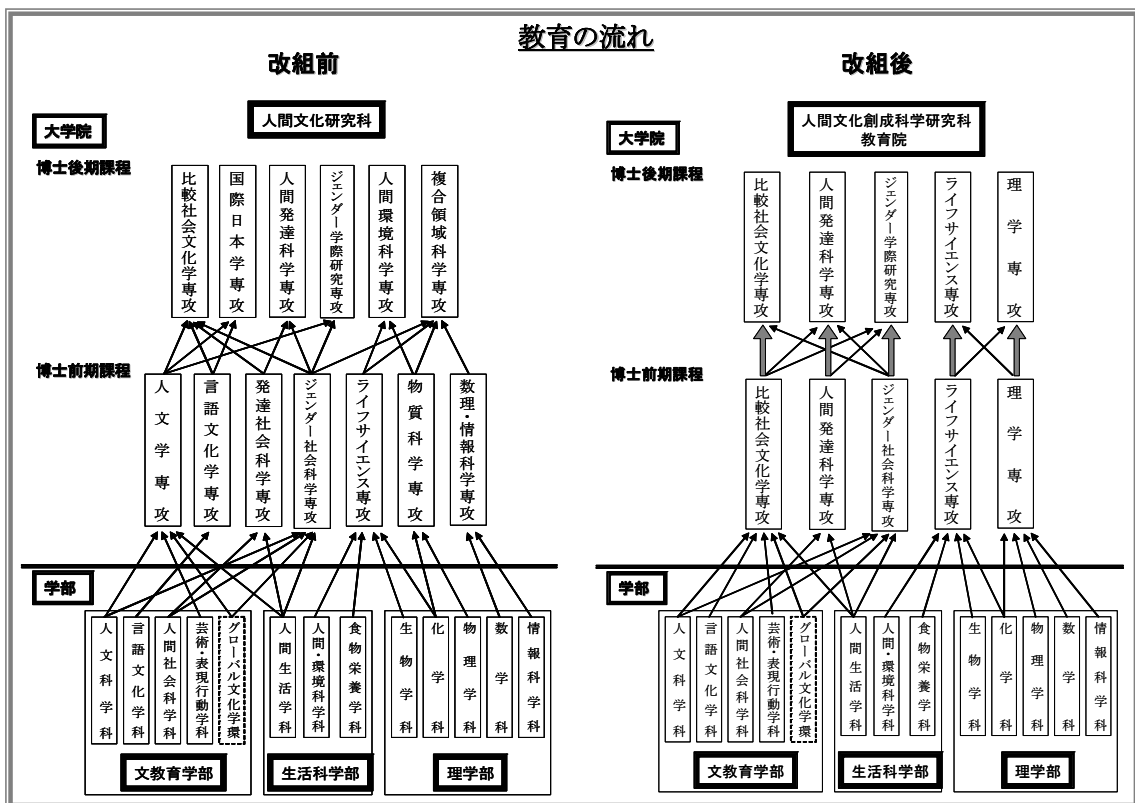 教育の流れ
改組前
人間文化研究科
大学院
博士後期課程
比較社会文化学専攻
国際日本学専攻
人間発達科学専攻
ジェンダー学際研究専攻
人間環境科学専攻
複合領域科学専攻
博士前期課程
人文学専攻
言語文化学専攻
発達社会科学専攻
ジェンダー社会科学専攻
ライフサイエンス専攻
物質科学専攻
数理・情報科学専攻
学部
人文科学科
言語文化学科
人間社会科学科
芸術・表現行動学科
グローバル文化学環
人間生活学科
人間・環境科学科
食物栄養学科
生物学科
化学科
物理学科
数学科
情報科学科
文教育学部
生活科学部
理学部
改組後
人間文化創成科学研究科
教育院
大学院
博士後期課程
比較社会文化学専攻
人間発達科学専攻
ジェンダー学際研究専攻
ライフサイエンス専攻
理学専攻
博士前期課程
比較社会文化学専攻
人間発達科学専攻
ジェンダー社会科学専攻
ライフサイエンス専攻
理学専攻
学部
人文科学科
言語文化学科
人間社会科学科
芸術・表現行動学科
グローバル文化学環
人間生活学科
人間・環境科学科
食物栄養学科
生物学科
化学科
物理学科
数学科
情報科学科
文教育学部
生活科学部
理学部